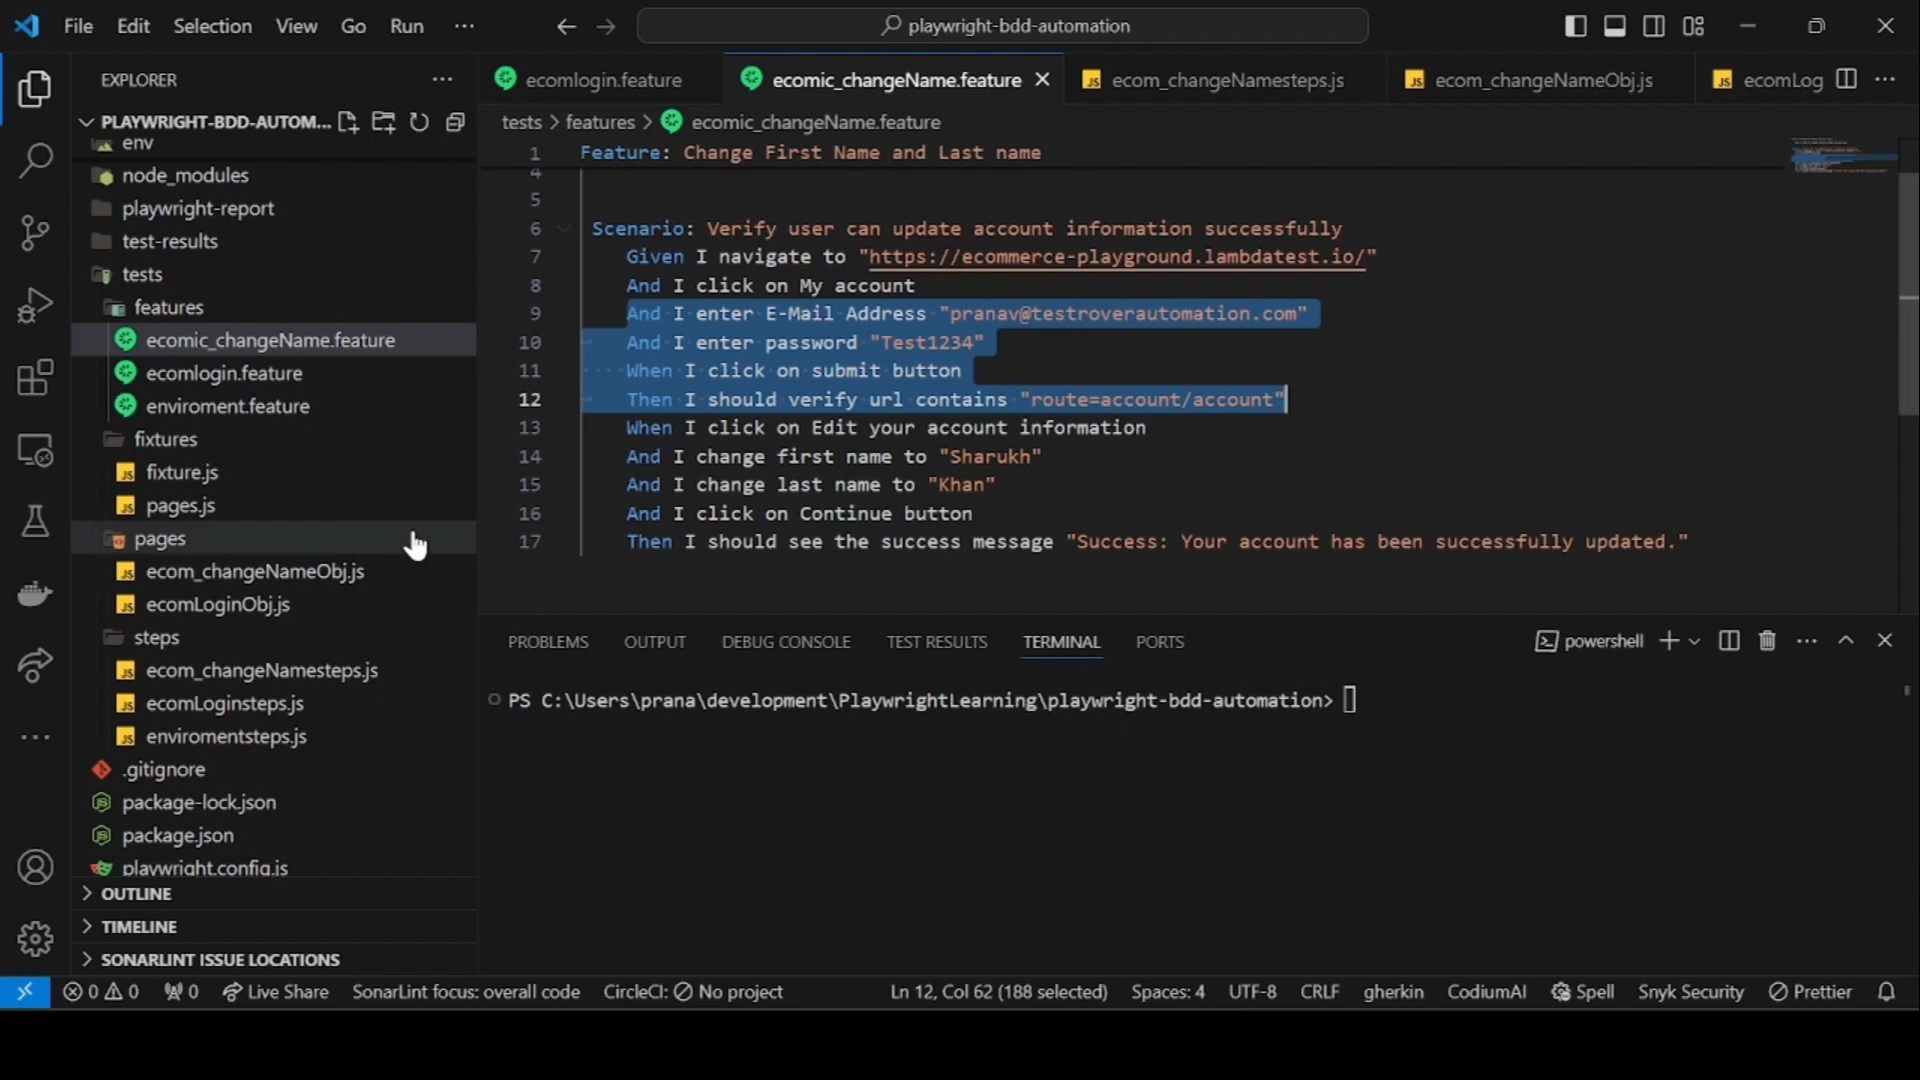 File Edit Selection View Go Run ··· playwright-bdd-automation
EXPLORER ···
PLAYWRIGHT-BDD-AUTOM...
env
node_modules
playwright-report
test-results
tests
features
ecomic_changeName.feature
ecomlogin.feature
enviroment.feature
fixtures
fixture.js
pages.js
pages
ecom_changeNameObj.js
ecomLoginObj.js
steps
ecom_changeNamesteps.js
ecomLoginsteps.js
enviromentsteps.js
.gitignore
package-lock.json
package.json
playwright.config.js
OUTLINE
TIMELINE
SONARLINT ISSUE LOCATIONS
ecomlogin.feature ecomic_changeName.feature ecom_changeNamesteps.js ecom_changeNameObj.js ecomLog ···
tests > features > ecomic_changeName.feature
1 Feature: Change First Name and Last name
4
5
6 Scenario: Verify user can update account information successfully
7 Given I navigate to "https://ecommerce-playground.lambdatest.io/"
8 And I click on My account
9 And I enter E-Mail Address "pranav@testroverautomation.com"
10 And I enter password "Test1234"
11 When I click on submit button
12 Then I should verify url contains "route=account/account"
13 When I click on Edit your account information
14 And I change first name to "Sharukh"
15 And I change last name to "Khan"
16 And I click on Continue button
17 Then I should see the success message "Success: Your account has been successfully updated."
PROBLEMS OUTPUT DEBUG CONSOLE TEST RESULTS TERMINAL PORTS powershell ···
PS C:\Users\prana\development\PlaywrightLearning\playwright-bdd-automation>
0 0 0 Live Share SonarLint focus: overall code CircleCI: No project Ln 12, Col 62 (188 selected) Spaces: 4 UTF-8 CRLF gherkin CodiumAI Spell Snyk Security Prettier